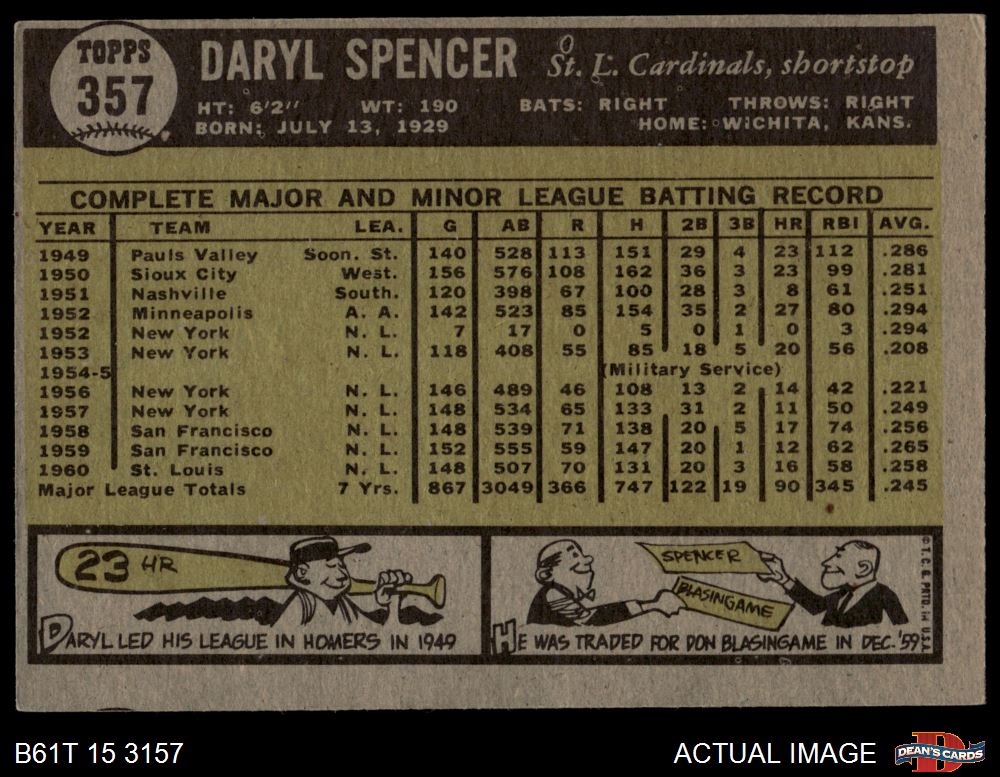 TOPPS
357
DARYL SPENCER St. L. Cardinals, shortstop
HT: 6'2" WT: 190 BATS: RIGHT THROWS: RIGHT
BORN: JULY 13, 1929 HOME: WICHITA, KANS.
COMPLETE MAJOR AND MINOR LEAGUE BATTING RECORD
YEAR TEAM LEA. G AB R H 2B 3B HR RBI AVG.
1949 Pauls Valley Soon. St. 140 528 113 151 29 4 23 112 .286
1950 Sioux City West. 156 576 108 162 36 3 23 99 .281
1951 Nashville South. 120 398 67 100 28 3 8 61 .251
1952 Minneapolis A. A. 142 523 85 154 35 2 27 80 .294
1952 New York N. L. 7 17 0 5 0 1 0 3 .294
1953 New York N. L. 118 408 55 85 18 5 20 56 .208
1954-5 (Military Service)
1956 New York N. L. 146 489 46 108 13 2 14 42 .221
1957 New York N. L. 148 534 65 133 31 2 11 50 .249
1958 San Francisco N. L. 148 539 71 138 20 5 17 74 .256
1959 San Francisco N. L. 152 555 59 147 20 1 12 62 .265
1960 St. Louis N. L. 148 507 70 131 20 3 16 58 .258
Major League Totals 7 Yrs. 867 3049 366 747 122 19 90 345 .245
23 HR
DARYL LED HIS LEAGUE IN HOMERS IN 1949
SPENCER
BLASINGAME
HE WAS TRADED FOR DON BLASINGAME IN DEC. '59
© T. C. G. PRTD. IN U.S.A.
B61T 15 3157
ACTUAL IMAGE
D
DEAN'S CARDS